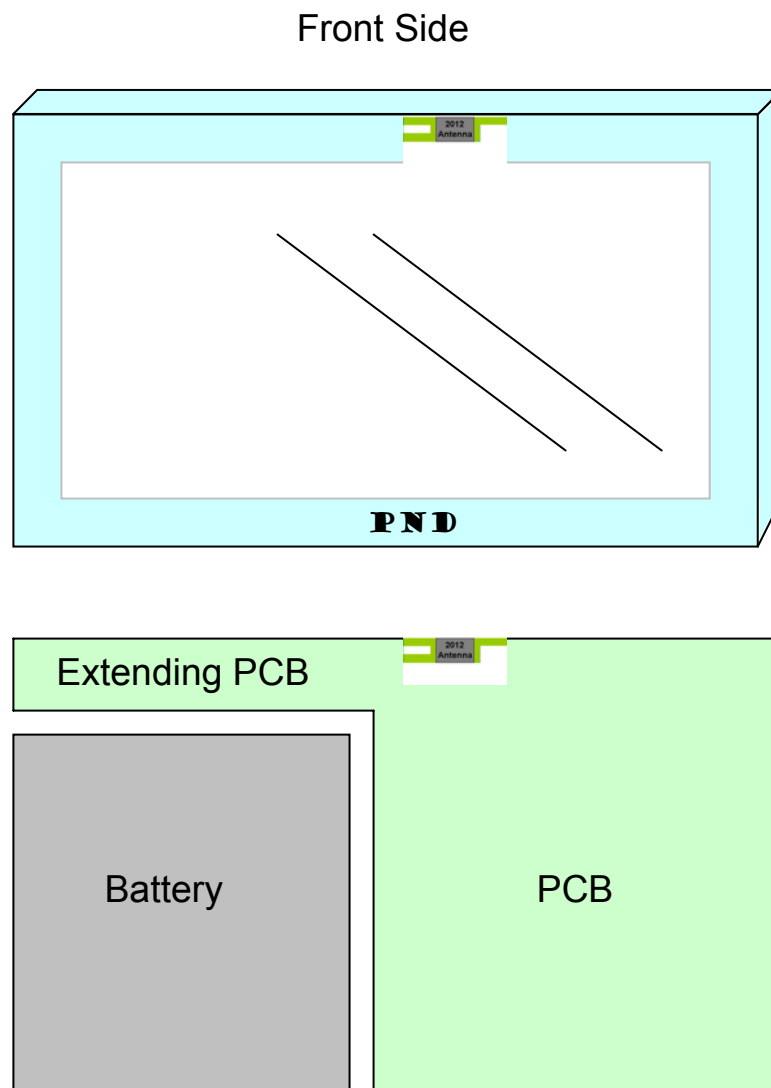 Front Side
2012
Antenna
PND
2012
Antenna
Extending PCB
Battery
PCB